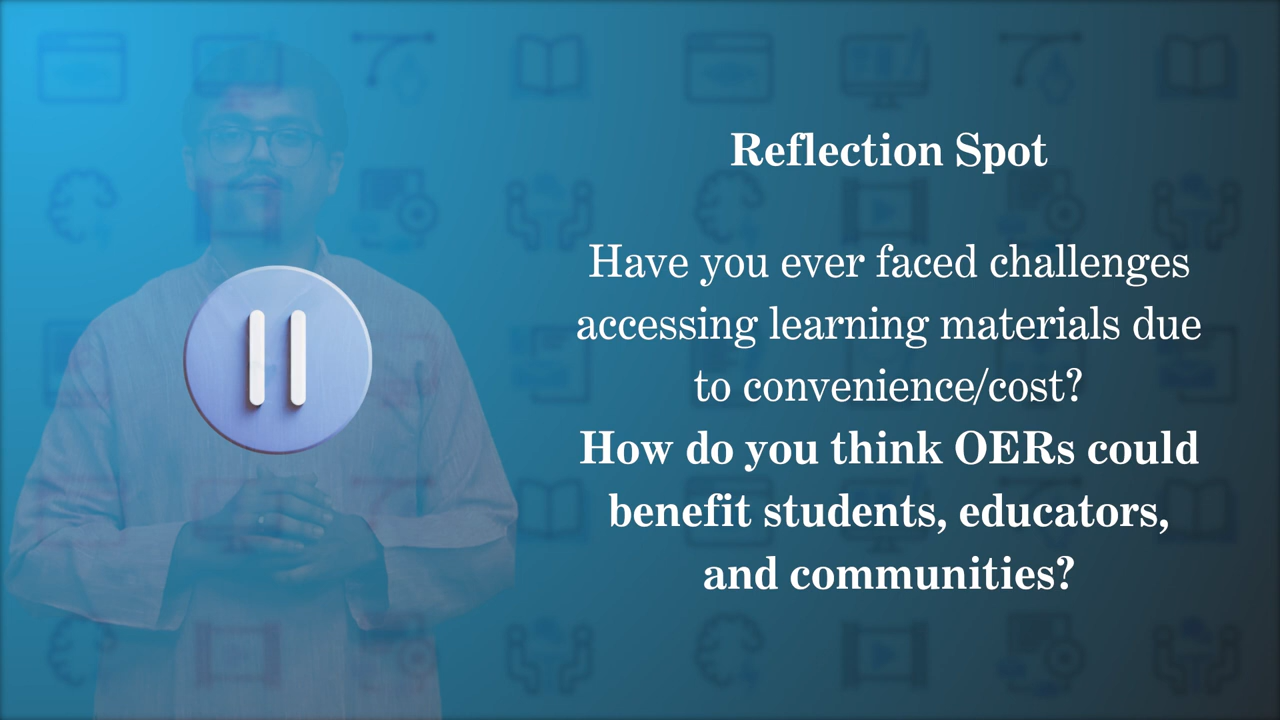 Reflection Spot
Have you ever faced challenges
accessing learning materials due
to convenience/cost?
How do you think OERs could
benefit students, educators,
and communities?